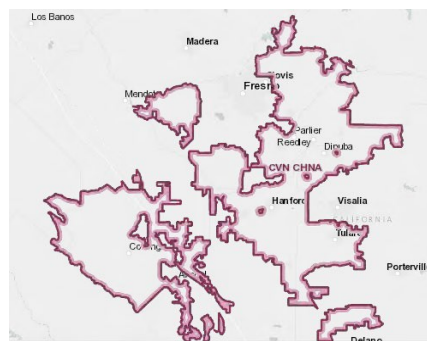 Los Banos
Madera
Clovis
Fresno
Mendota
Parlier
Reedley
Dinuba
CVN CHNA
Hanford
Visalia
CALIFORNIA
Tulare
Porterville
Delano